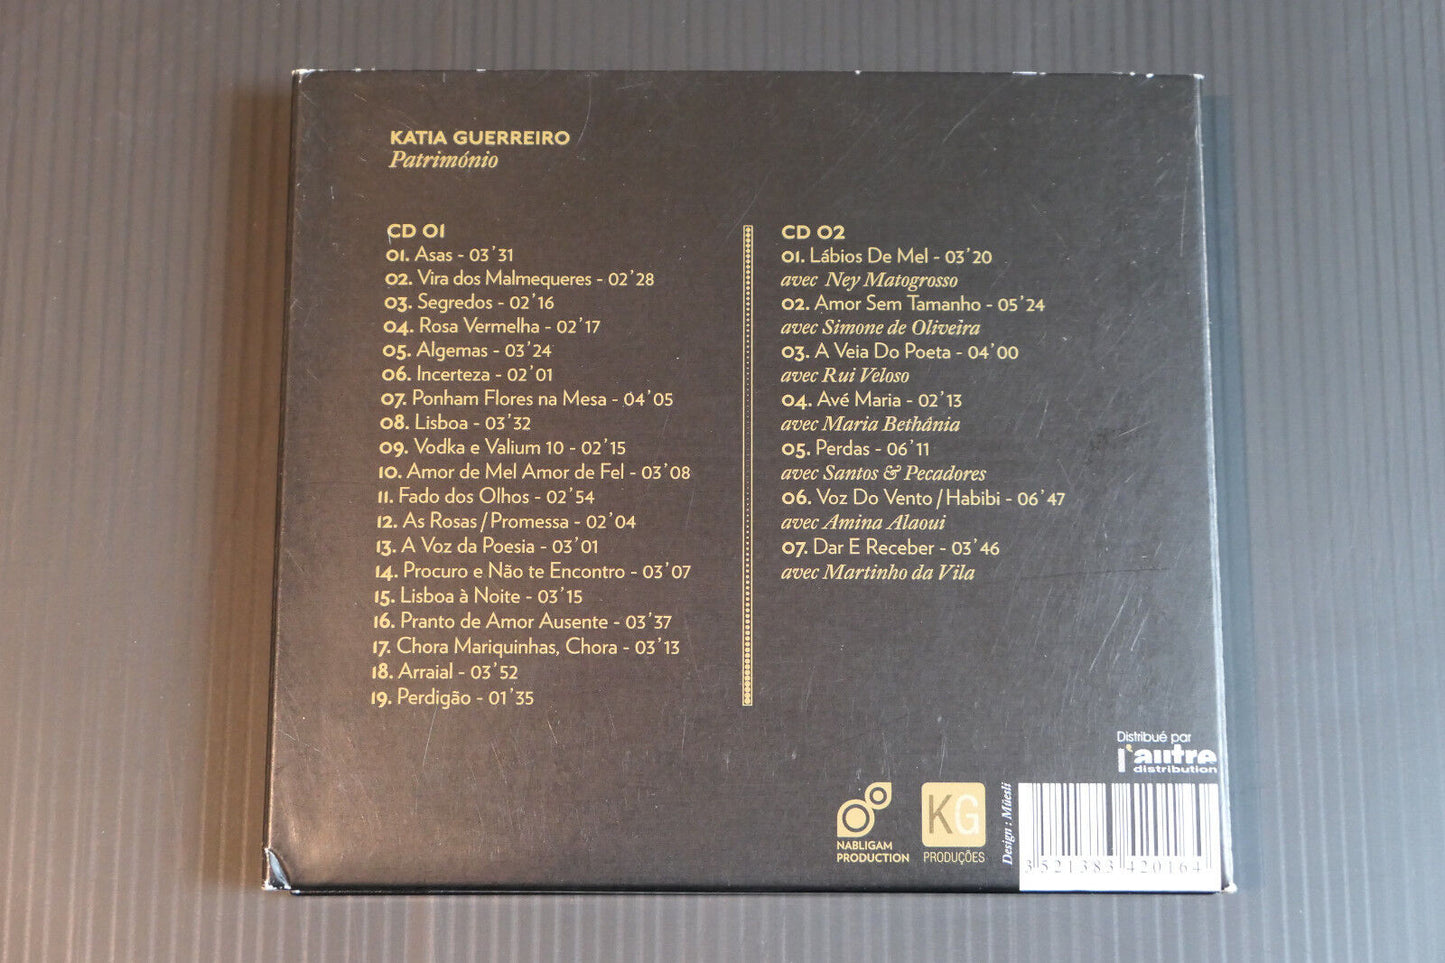 KATIA GUERREIRO
Património
CD 01
01. Asas - 03'31
02. Vira dos Malmequeres - 02'28
03. Segredos - 02'16
04. Rosa Vermelha - 02'17
05. Algemas - 03'24
06. Incerteza - 02'01
07. Ponham Flores na Mesa - 04'05
08. Lisboa - 03'32
09. Vodka e Valium 10 - 02'15
10. Amor de Mel Amor de Fel - 03'08
11. Fado dos Olhos - 02'54
12. As Rosas / Promessa - 02'04
13. A Voz da Poesia - 03'01
14. Procuro e Não te Encontro - 03'07
15. Lisboa à Noite - 03'15
16. Pranto de Amor Ausente - 03'37
17. Chora Mariquinhas, Chora - 03'13
18. Arraial - 03'52
19. Perdigão - 01'35
CD 02
01. Lábios De Mel - 03'20
avec Ney Matogrosso
02. Amor Sem Tamanho - 05'24
avec Simone de Oliveira
03. A Veia Do Poeta - 04'00
avec Rui Veloso
04. Avé Maria - 02'13
avec Maria Bethânia
05. Perdas - 06'11
avec Santos & Pecadores
06. Voz Do Vento / Habibi - 06'47
avec Amina Alaoui
07. Dar E Receber - 03'46
avec Martinho da Vila
Distribué par
l'autre
distribution
NABLIGAM
PRODUCTION
KG
PRODUÇÕES
Design : Müesli
3 521383 420164